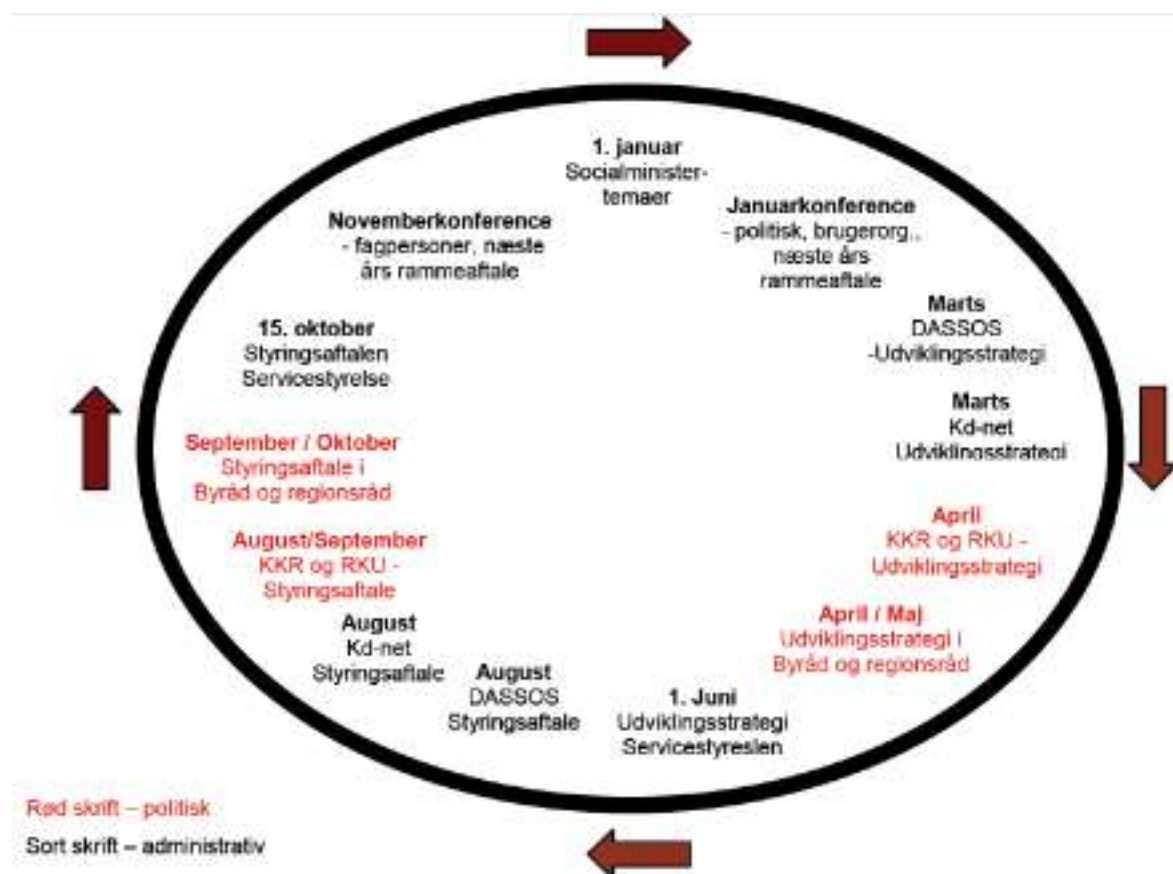 1. januar
Socialminister-
temaer
Januarkonference
- politisk, brugerorg.,
næste års
rammeaftale
Marts
DASSOS
-Udviklingsstrategi
Marts
Kd-net
Udviklingsstrategi
April
KKR og RKU -
Udviklingsstrategi
April / Maj
Udviklingsstrategi i
Byråd og regionsråd
1. Juni
Udviklingsstrategi
Servicestyreslen
August
DASSOS
Styringsaftale
August
Kd-net
Styringsaftale
August/September
KKR og RKU -
Styringsaftale
September / Oktober
Styringsaftale i
Byråd og regionsråd
15. oktober
Styringsaftalen
Servicestyrelse
Novemberkonference
- fagpersoner, næste
års rammeaftale
Rød skrift – politisk
Sort skrift – administrativ